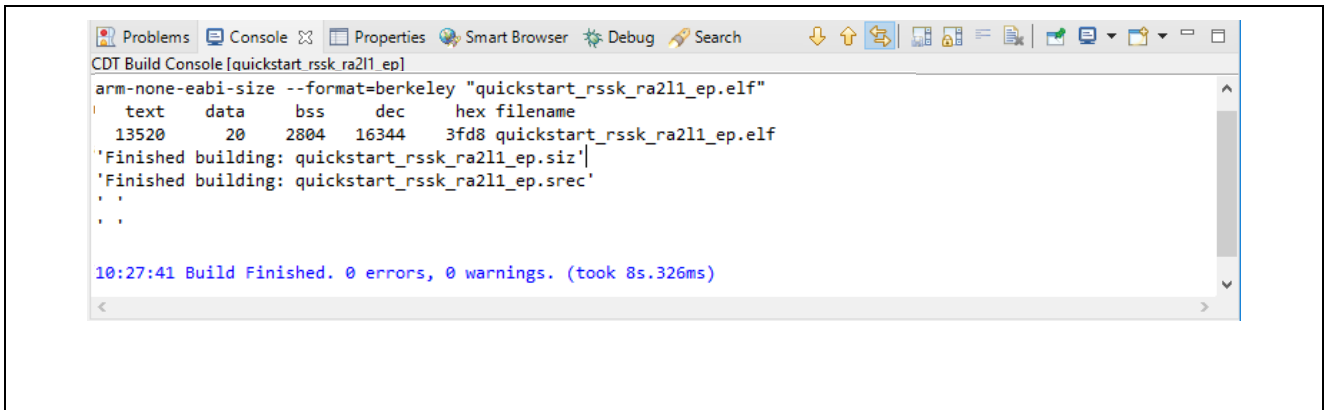 Problems Console Properties Smart Browser Debug Search
CDT Build Console [quickstart_rssk_ra2l1_ep]
arm-none-eabi-size --format=berkeley "quickstart_rssk_ra2l1_ep.elf"
   text    data     bss     dec     hex filename
  13520      20    2804   16344    3fd8 quickstart_rssk_ra2l1_ep.elf
'Finished building: quickstart_rssk_ra2l1_ep.siz'
'Finished building: quickstart_rssk_ra2l1_ep.srec'
' '
' '
10:27:41 Build Finished. 0 errors, 0 warnings. (took 8s.326ms)